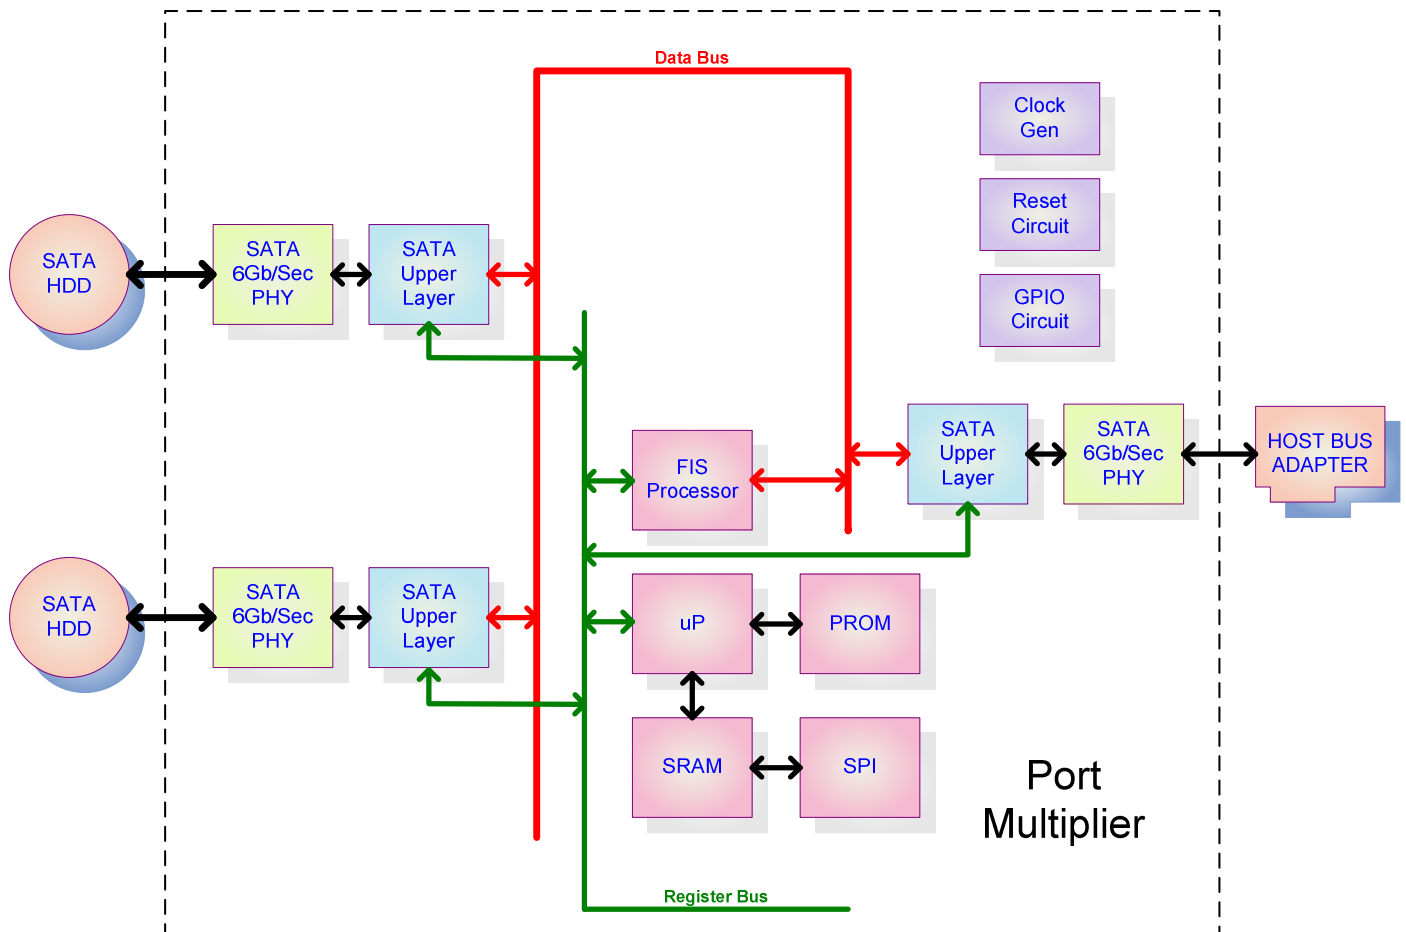 Data Bus
Clock
Gen
Reset
Circuit
GPIO
Circuit
SATA
HDD
SATA
6Gb/Sec
PHY
SATA
Upper
Layer
FIS
Processor
SATA
Upper
Layer
SATA
6Gb/Sec
PHY
HOST BUS
ADAPTER
SATA
HDD
SATA
6Gb/Sec
PHY
SATA
Upper
Layer
uP
PROM
SRAM
SPI
Port
Multiplier
Register Bus